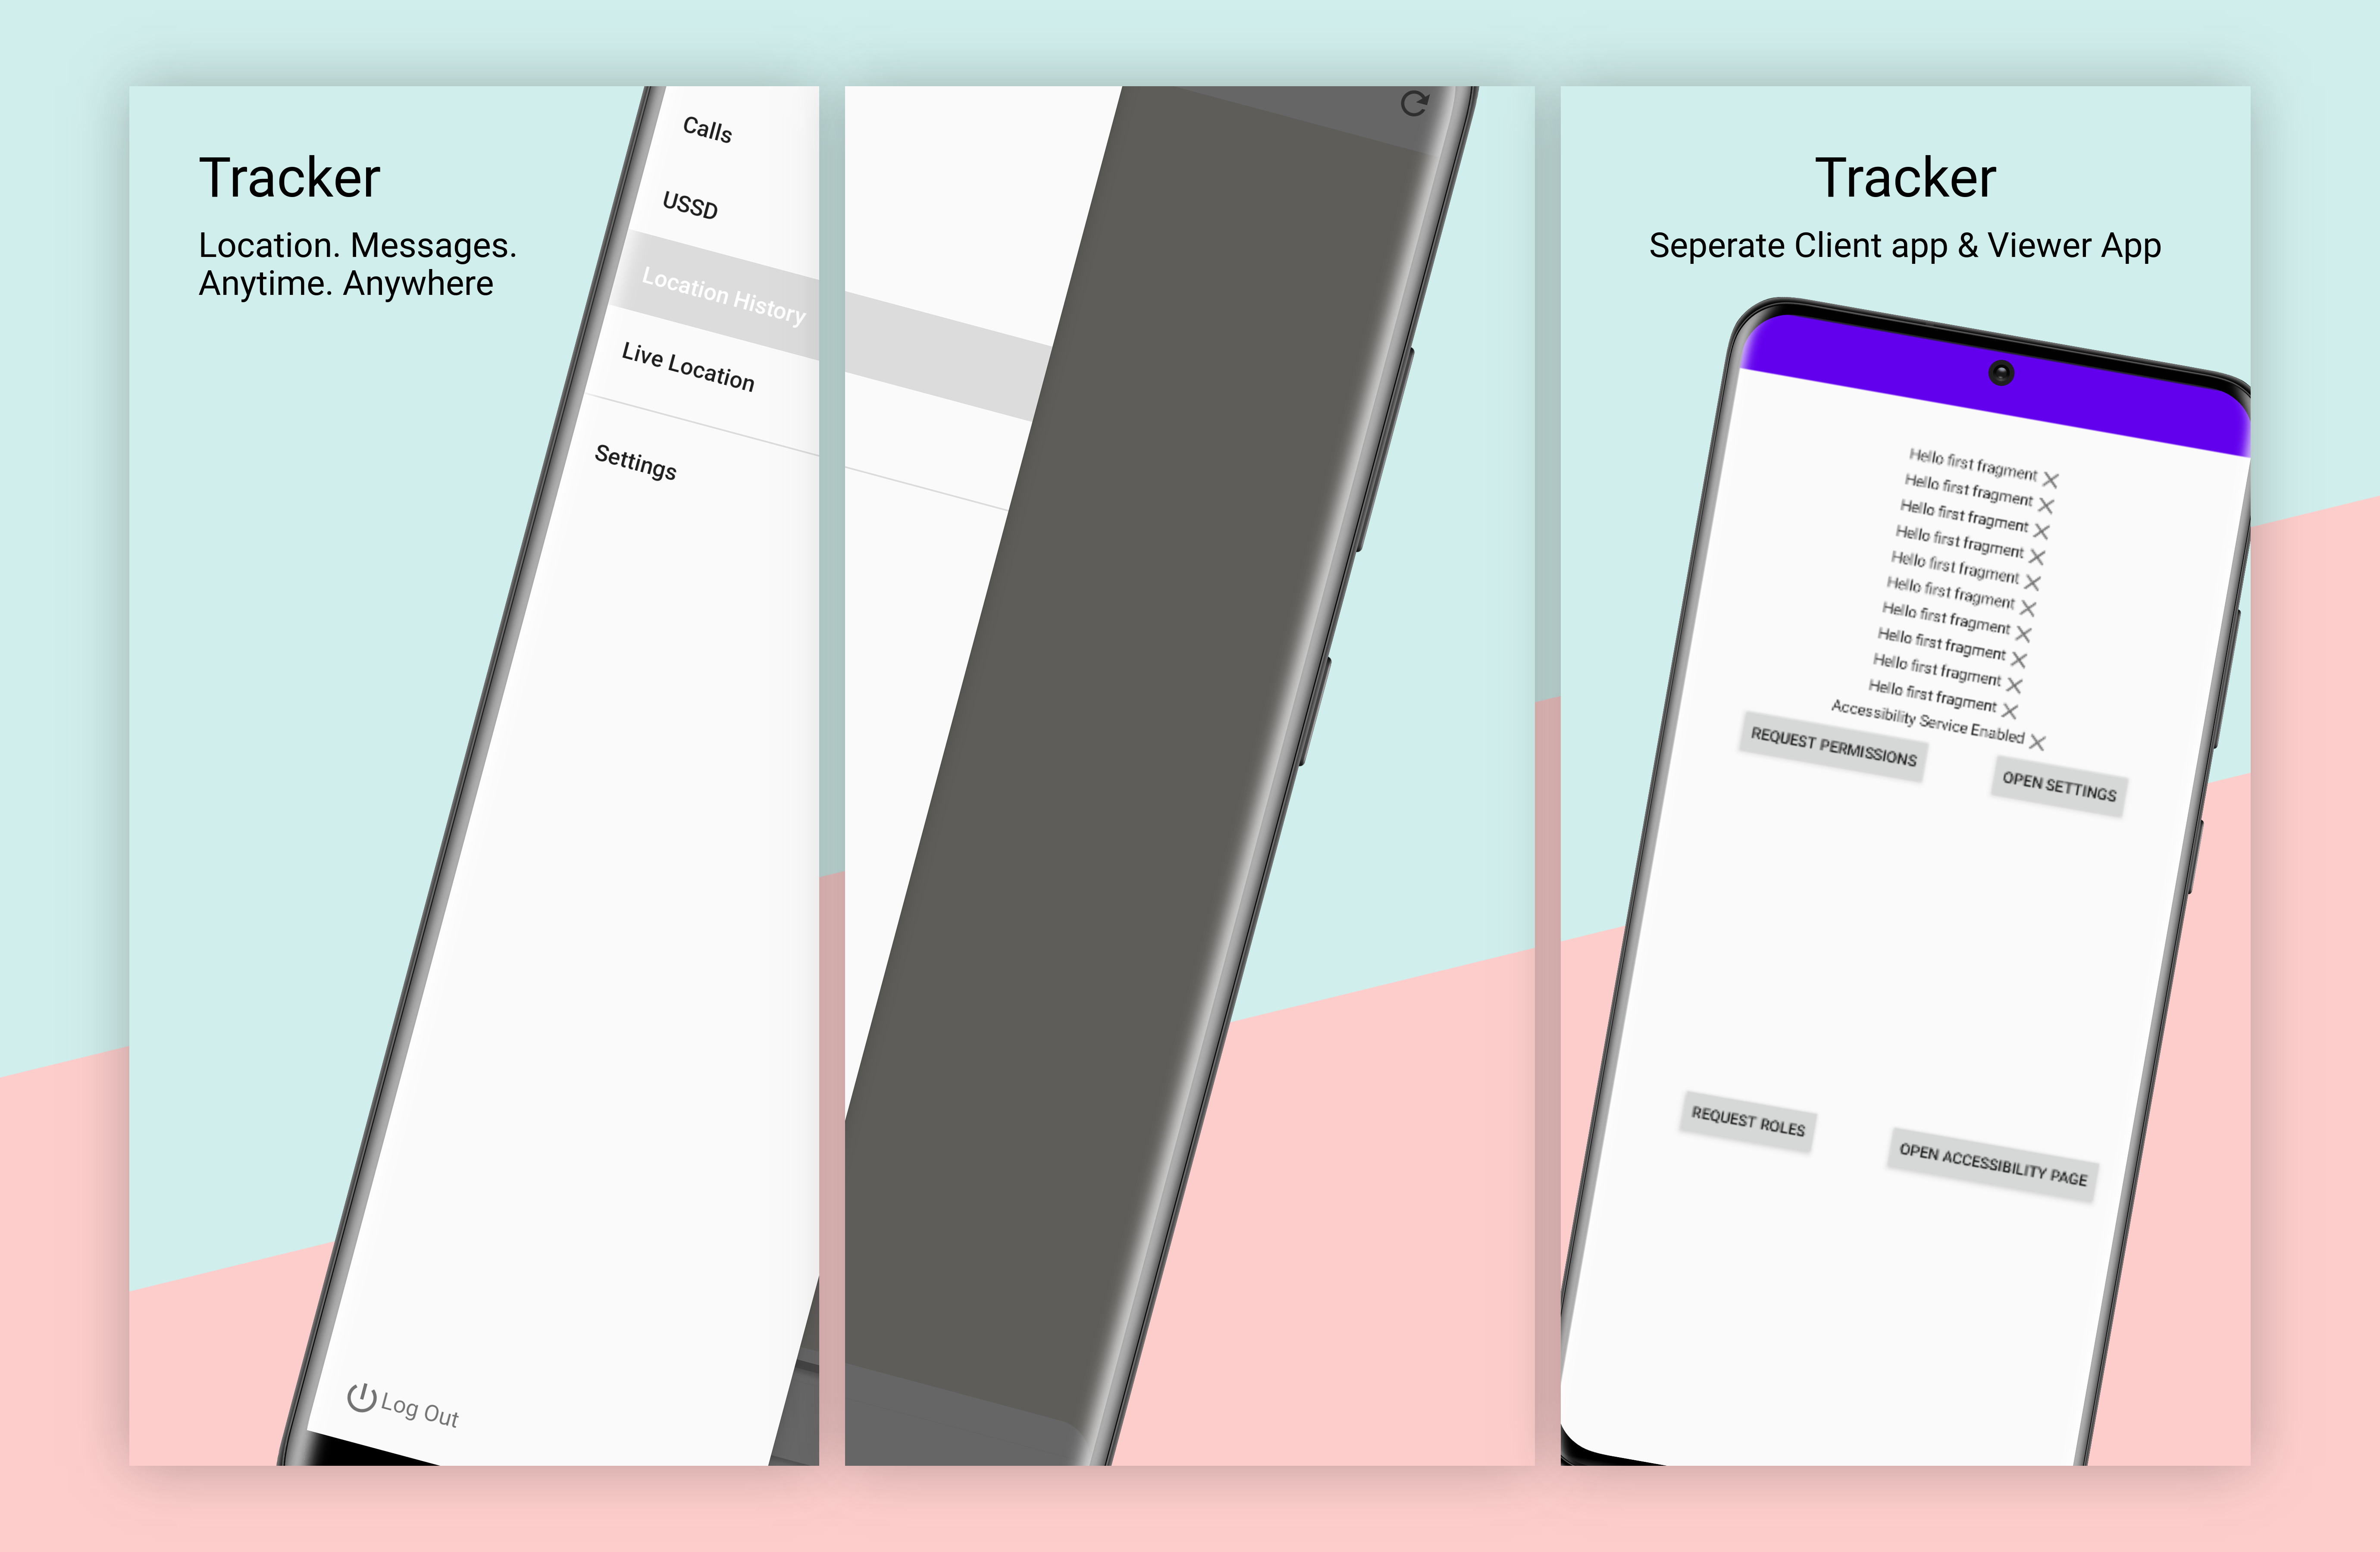 Tracker
Location. Messages.
Anytime. Anywhere
Calls
USSD
Location History
Live Location
Settings
Log Out
Tracker
Seperate Client app & Viewer App
Hello first fragment
Hello first fragment
Hello first fragment
Hello first fragment
Hello first fragment
Hello first fragment
Hello first fragment
Hello first fragment
Hello first fragment
Hello first fragment
Accessibility Service Enabled
REQUEST PERMISSIONS
OPEN SETTINGS
REQUEST ROLES
OPEN ACCESSIBILITY PAGE